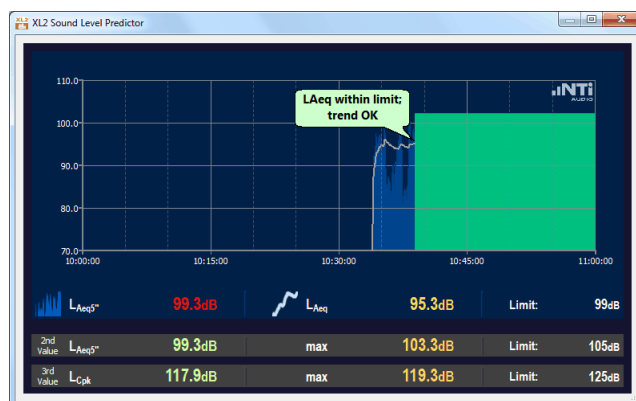 XL2 Sound Level Predictor
110.0
100.0
90.0
80.0
70.0
LAeq within limit;
trend OK
NTi
AUDIO
10:00:00 10:15:00 10:30:00 10:45:00 11:00:00
LAeq5" 99.3dB LAeq 95.3dB Limit: 99dB
2nd Value LAeq5" 99.3dB max 103.3dB Limit: 105dB
3rd Value LCpk 117.9dB max 119.3dB Limit: 125dB